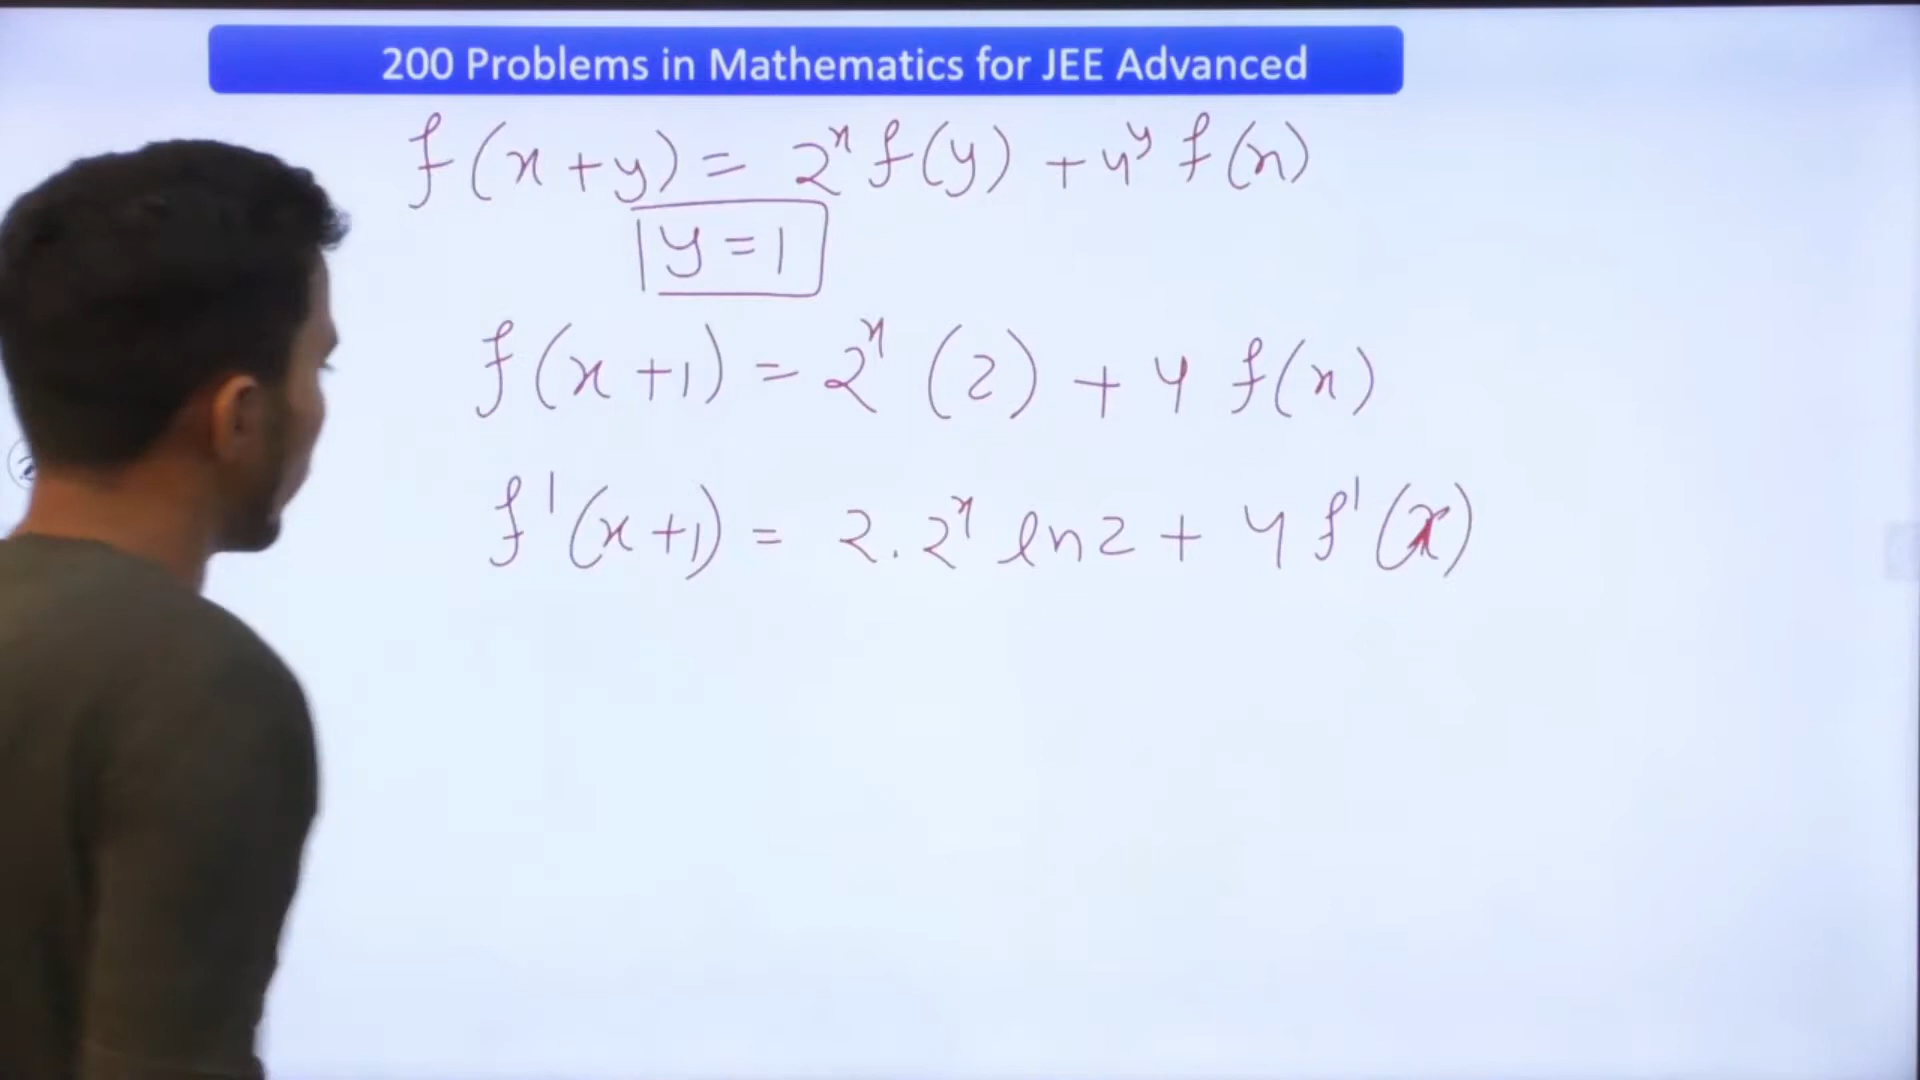 200 Problems in Mathematics for JEE Advanced
f(x+y) = 2^x f(y) + 4^y f(x)
y = 1
f(x+1) = 2^x (2) + 4 f(x)
f'(x+1) = 2.2^x ln2 + 4 f'(x)